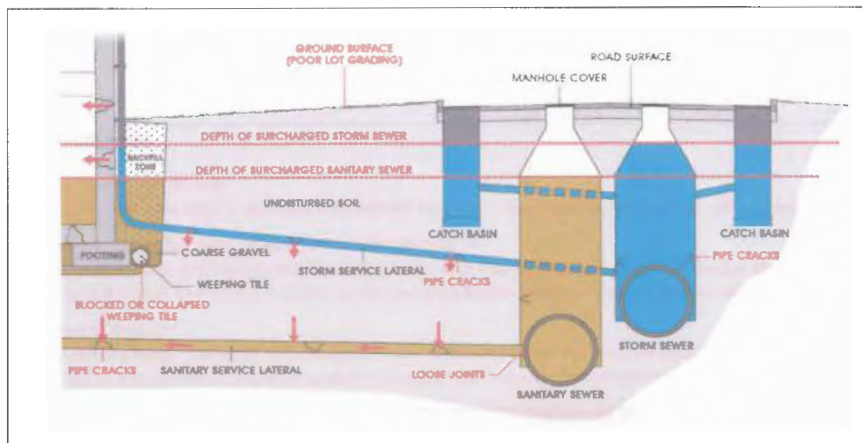 GROUND SURFACE
(POOR LOT GRADING)
ROAD SURFACE
MANHOLE COVER
DEPTH OF SURCHARGED STORM SEWER
BACKFILL
ZONE
DEPTH OF SURCHARGED SANITARY SEWER
UNDISTURBED SOIL
CATCH BASIN
CATCH BASIN
FOOTING
COARSE GRAVEL
STORM SERVICE LATERAL
PIPE CRACKS
PIPE CRACKS
WEEPING TILE
BLOCKED OR COLLAPSED
WEEPING TILE
STORM SEWER
PIPE CRACKS
SANITARY SERVICE LATERAL
LOOSE JOINTS
SANITARY SEWER